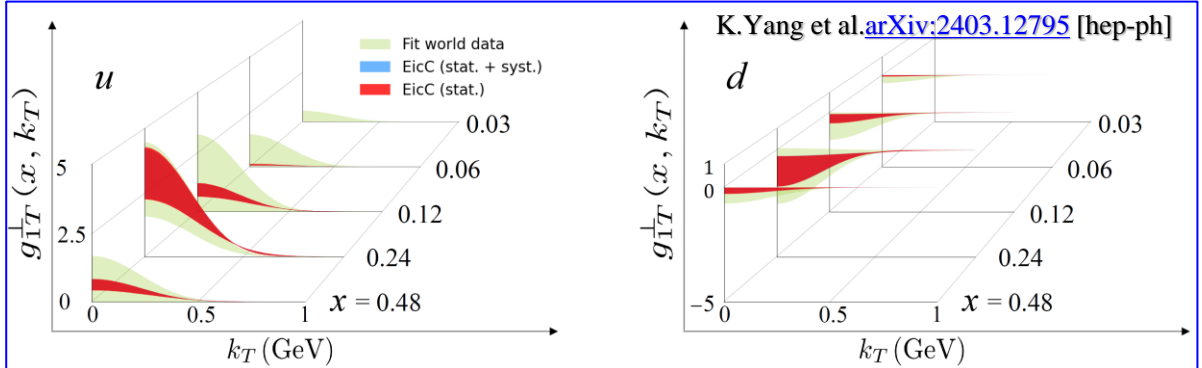 K.Yang et al.arXiv:2403.12795 [hep-ph]
Fit world data
EicC (stat. + syst.)
EicC (stat.)
u
g⊥1T(x, kT)
5
2.5
0
0
0.5
1
kT (GeV)
0.03
0.06
0.12
0.24
x = 0.48
d
g⊥1T(x, kT)
1
0
−5
0
0.5
1
kT (GeV)
0.03
0.06
0.12
0.24
x = 0.48